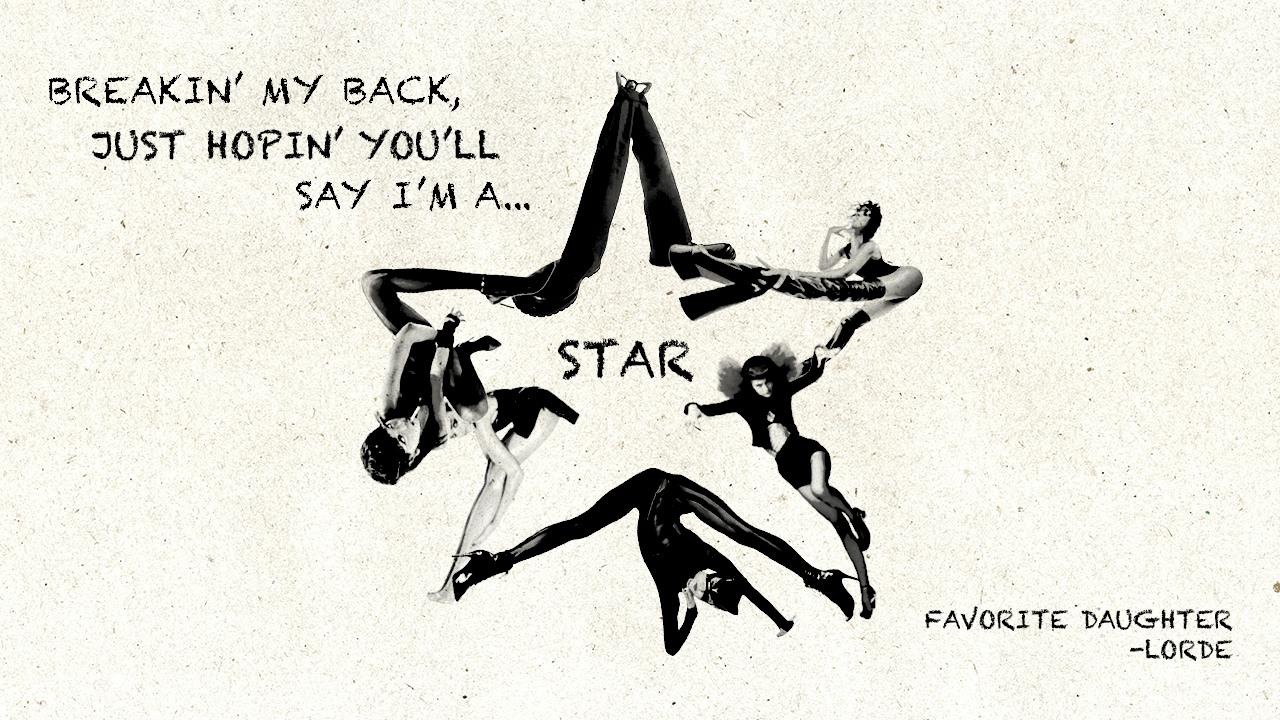 BREAKIN' MY BACK,
JUST HOPIN' YOU'LL
SAY I'M A...
STAR
FAVORITE DAUGHTER
-LORDE